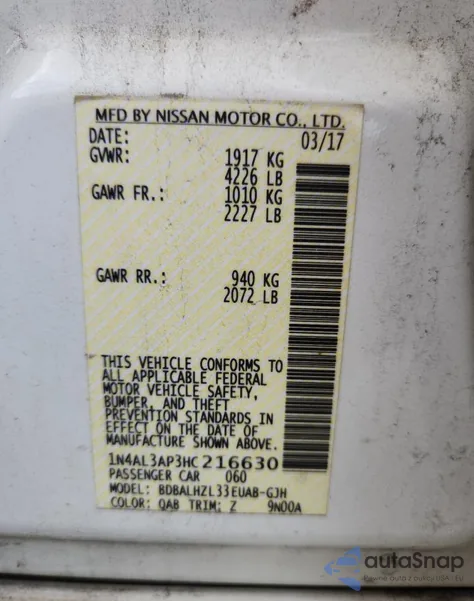 MFD BY NISSAN MOTOR CO., LTD.
DATE: 03/17
GVWR: 1917 KG
4226 LB
GAWR FR.: 1010 KG
2227 LB
GAWR RR.: 940 KG
2072 LB
THIS VEHICLE CONFORMS TO
ALL APPLICABLE FEDERAL
MOTOR VEHICLE SAFETY,
BUMPER, AND THEFT
PREVENTION STANDARDS IN
EFFECT ON THE DATE OF
MANUFACTURE SHOWN ABOVE.
1N4AL3AP3HC216630
PASSENGER CAR 060
MODEL: BDBALHZL33EUAB-GJH
COLOR: QAB TRIM: Z 9N00A
autaSnap